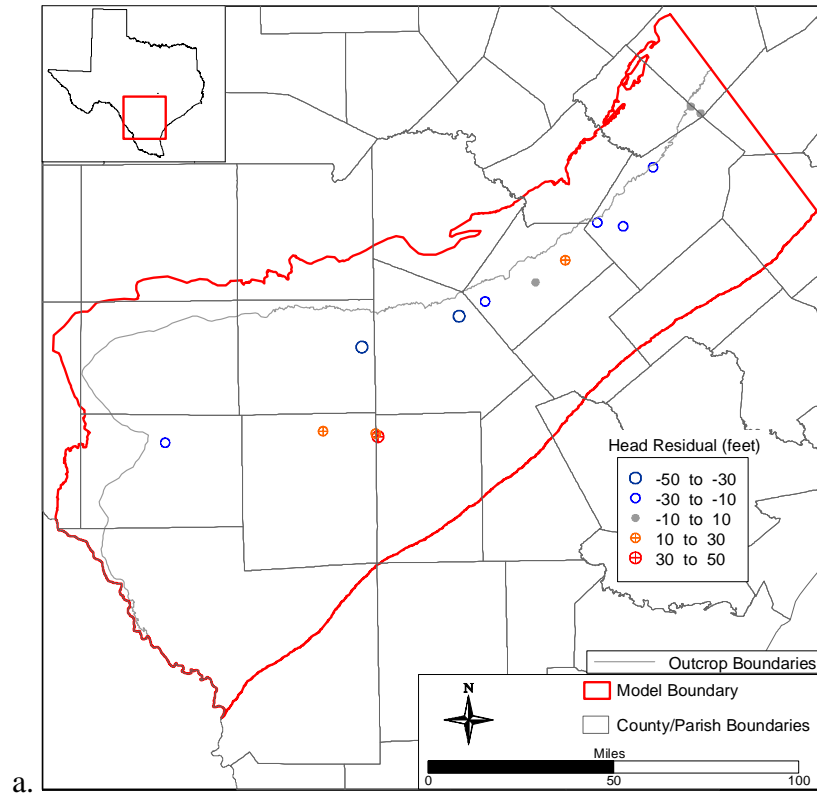 Head Residual (feet)
-50 to -30
-30 to -10
-10 to 10
10 to 30
30 to 50
Outcrop Boundaries
N
Model Boundary
County/Parish Boundaries
Miles
0 50 100
a.